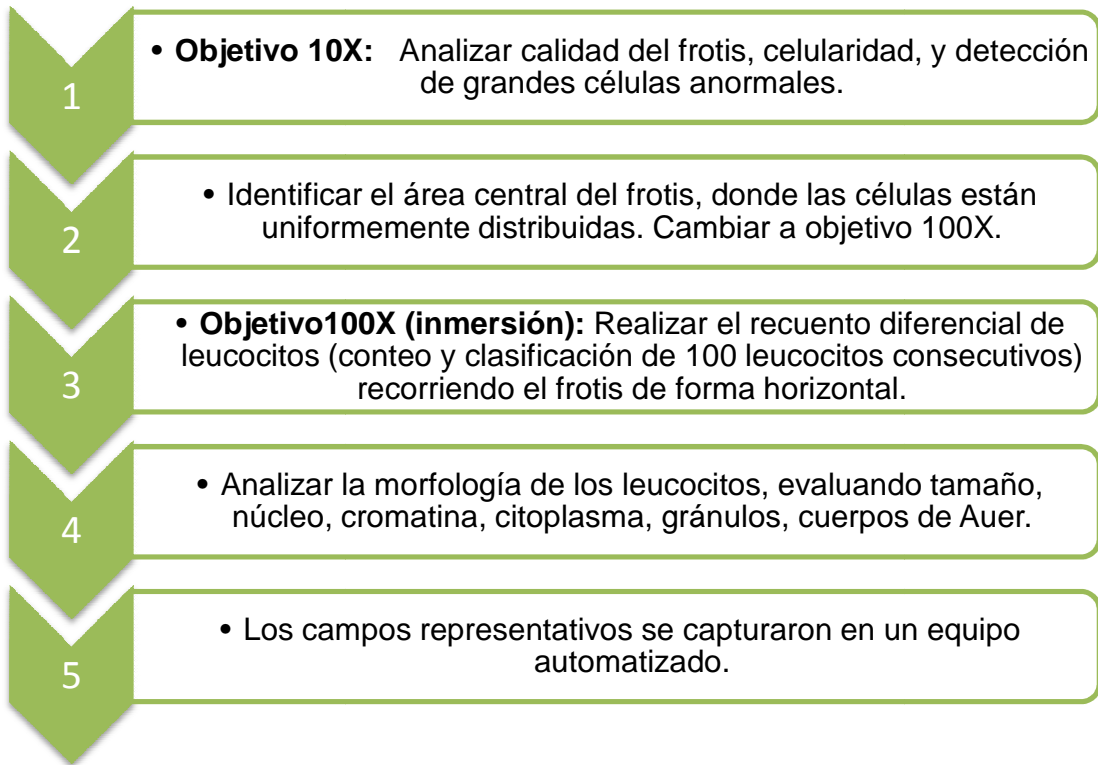 1
• Objetivo 10X: Analizar calidad del frotis, celularidad, y detección
de grandes células anormales.
2
• Identificar el área central del frotis, donde las células están
uniformemente distribuidas. Cambiar a objetivo 100X.
3
• Objetivo100X (inmersión): Realizar el recuento diferencial de
leucocitos (conteo y clasificación de 100 leucocitos consecutivos)
recorriendo el frotis de forma horizontal.
4
• Analizar la morfología de los leucocitos, evaluando tamaño,
núcleo, cromatina, citoplasma, gránulos, cuerpos de Auer.
5
• Los campos representativos se capturaron en un equipo
automatizado.